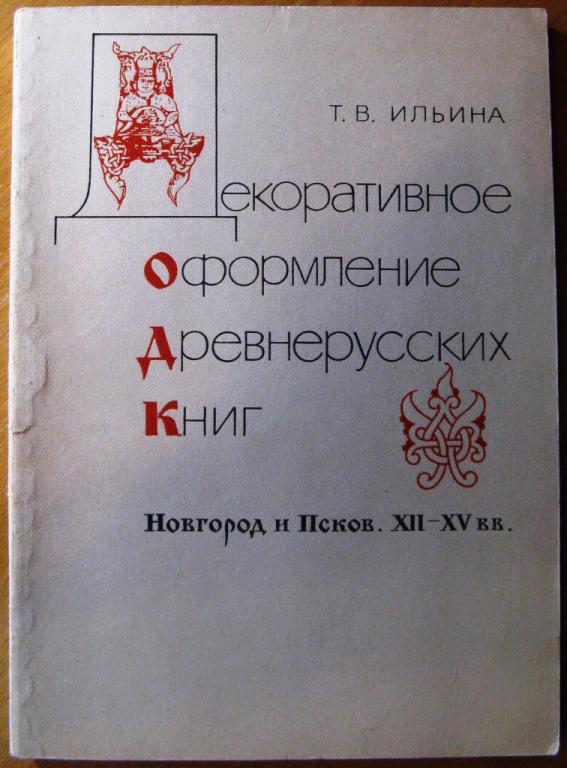 Т. В. ИЛЬИНА
Декоративное
Оформление
Древнерусских
Книг
Новгород и Псков. XII–XV вв.